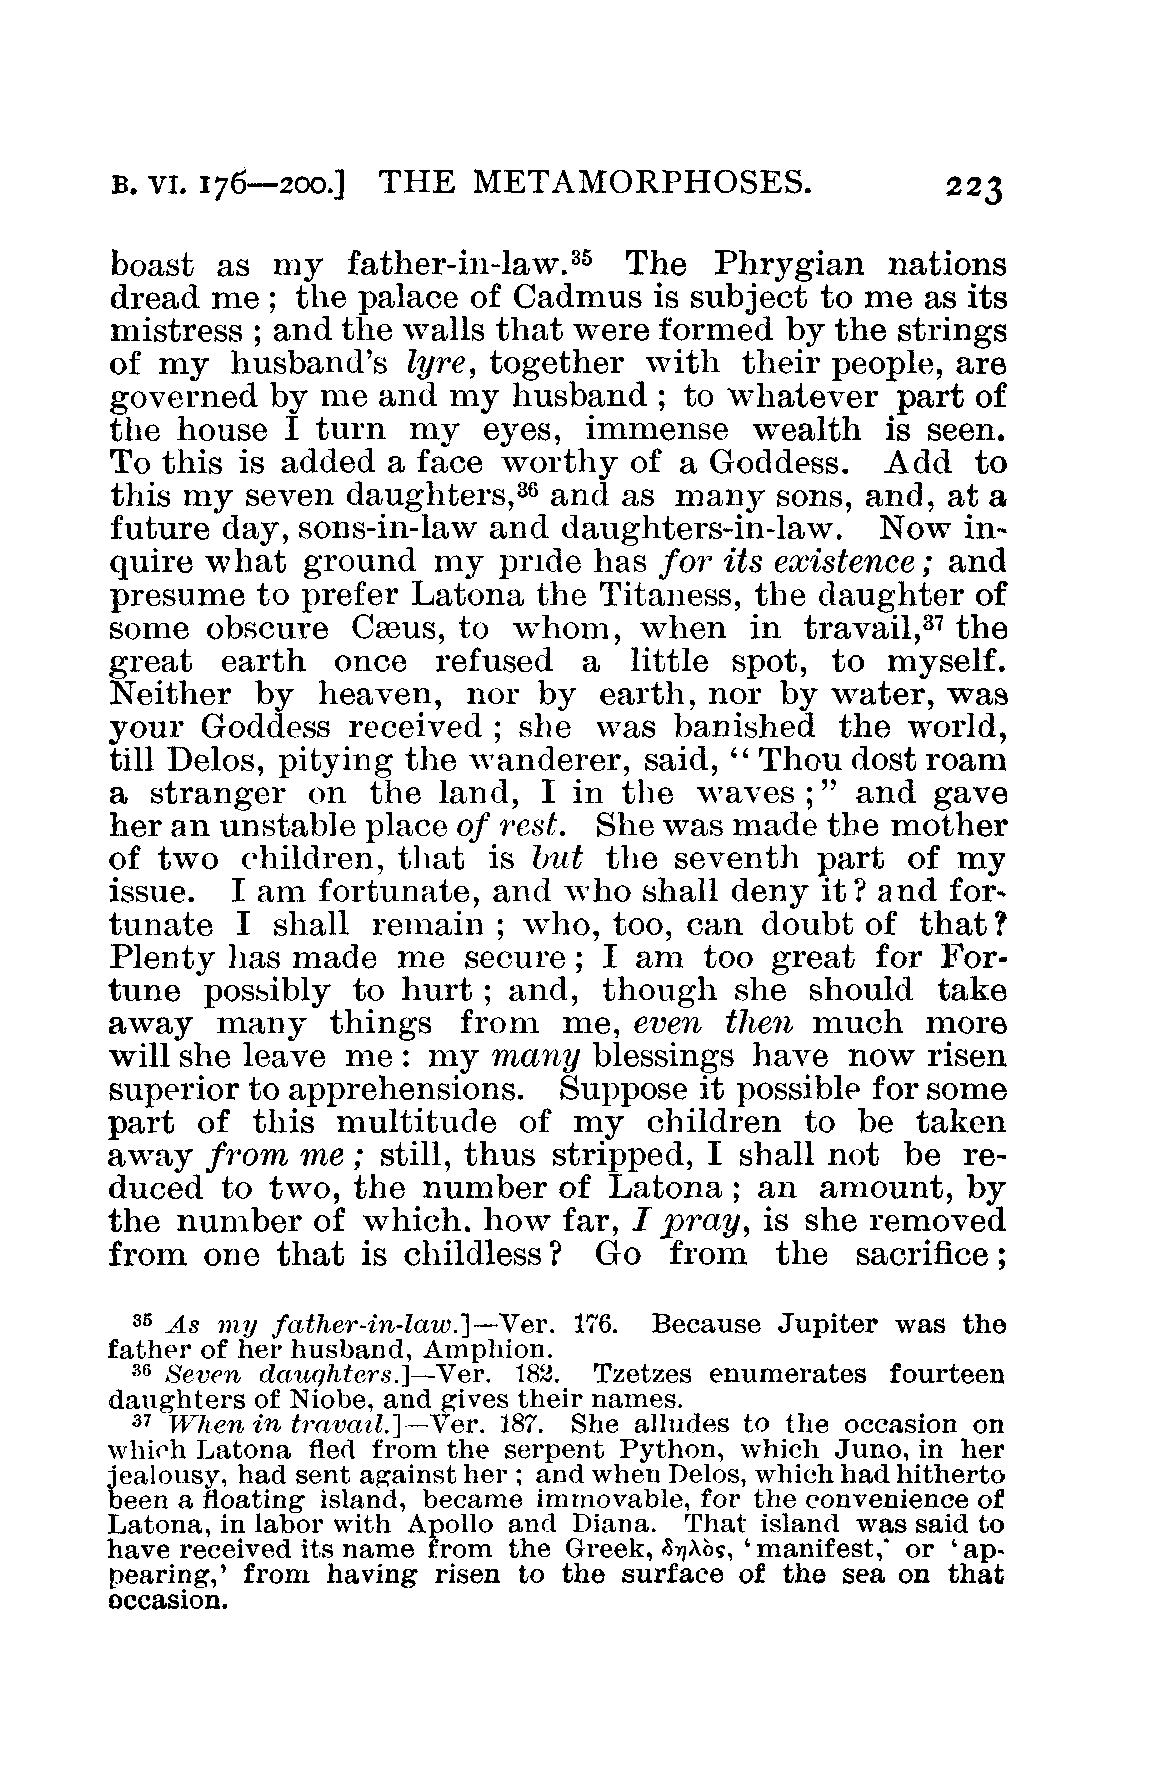 B. VI. 176—200.] THE METAMORPHOSES. 223
boast as my father-in-law.³⁵ The Phrygian nations
dread me ; the palace of Cadmus is subject to me as its
mistress ; and the walls that were formed by the strings
of my husband's lyre, together with their people, are
governed by me and my husband ; to whatever part of
the house I turn my eyes, immense wealth is seen.
To this is added a face worthy of a Goddess. Add to
this my seven daughters,³⁶ and as many sons, and, at a
future day, sons-in-law and daughters-in-law. Now in-
quire what ground my pride has for its existence ; and
presume to prefer Latona the Titaness, the daughter of
some obscure Cæus, to whom, when in travail,³⁷ the
great earth once refused a little spot, to myself.
Neither by heaven, nor by earth, nor by water, was
your Goddess received ; she was banished the world,
till Delos, pitying the wanderer, said, “ Thou dost roam
a stranger on the land, I in the waves ;” and gave
her an unstable place of rest. She was made the mother
of two children, that is but the seventh part of my
issue. I am fortunate, and who shall deny it ? and for-
tunate I shall remain ; who, too, can doubt of that ?
Plenty has made me secure ; I am too great for For-
tune possibly to hurt ; and, though she should take
away many things from me, even then much more
will she leave me : my many blessings have now risen
superior to apprehensions. Suppose it possible for some
part of this multitude of my children to be taken
away from me ; still, thus stripped, I shall not be re-
duced to two, the number of Latona ; an amount, by
the number of which. how far, I pray, is she removed
from one that is childless ? Go from the sacrifice ;
³⁵ As my father-in-law.]—Ver. 176. Because Jupiter was the
father of her husband, Amphion.
³⁶ Seven daughters.]—Ver. 182. Tzetzes enumerates fourteen
daughters of Niobe, and gives their names.
³⁷ When in travail.]—Ver. 187. She alludes to the occasion on
which Latona fled from the serpent Python, which Juno, in her
jealousy, had sent against her ; and when Delos, which had hitherto
been a floating island, became immovable, for the convenience of
Latona, in labor with Apollo and Diana. That island was said to
have received its name from the Greek, δηλὸς, ‘manifest,’ or ‘ap-
pearing,’ from having risen to the surface of the sea on that
occasion.